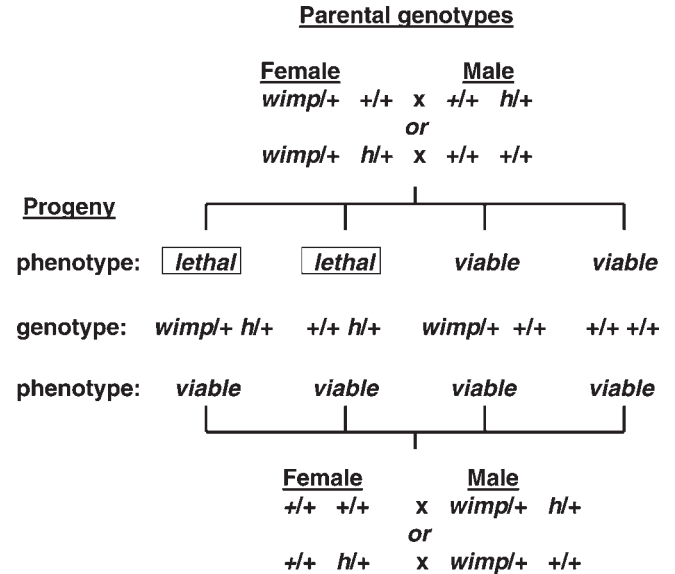 Parental genotypes
Female Male
wimp/+ +/+ x +/+ h/+
or
wimp/+ h/+ x +/+ +/+
Progeny
phenotype: lethal lethal viable viable
genotype: wimp/+ h/+ +/+ h/+ wimp/+ +/+ +/+ +/+
phenotype: viable viable viable viable
Female Male
+/+ +/+ x wimp/+ h/+
or
+/+ h/+ x wimp/+ +/+